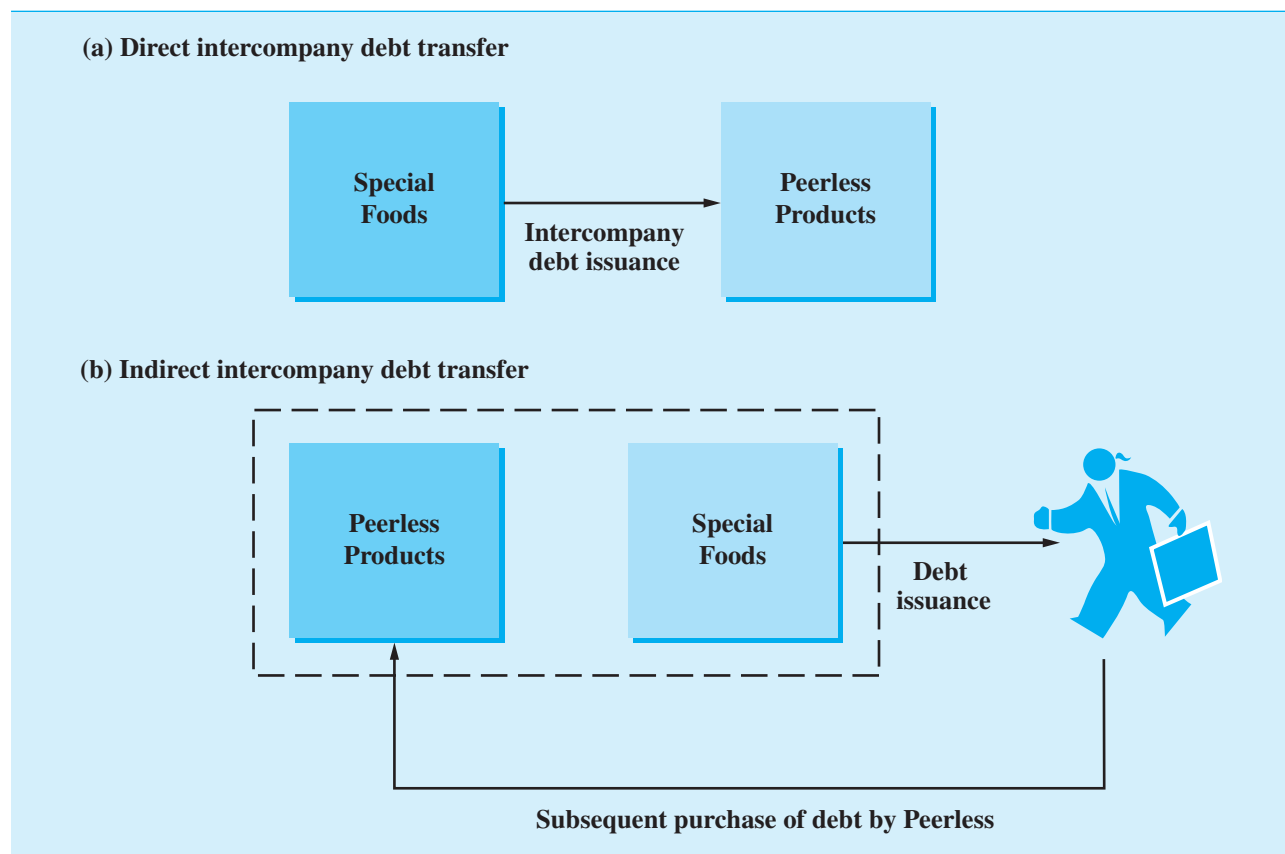 (a) Direct intercompany debt transfer
Special
Foods
Intercompany
debt issuance
Peerless
Products
(b) Indirect intercompany debt transfer
Peerless
Products
Special
Foods
Debt
issuance
Subsequent purchase of debt by Peerless